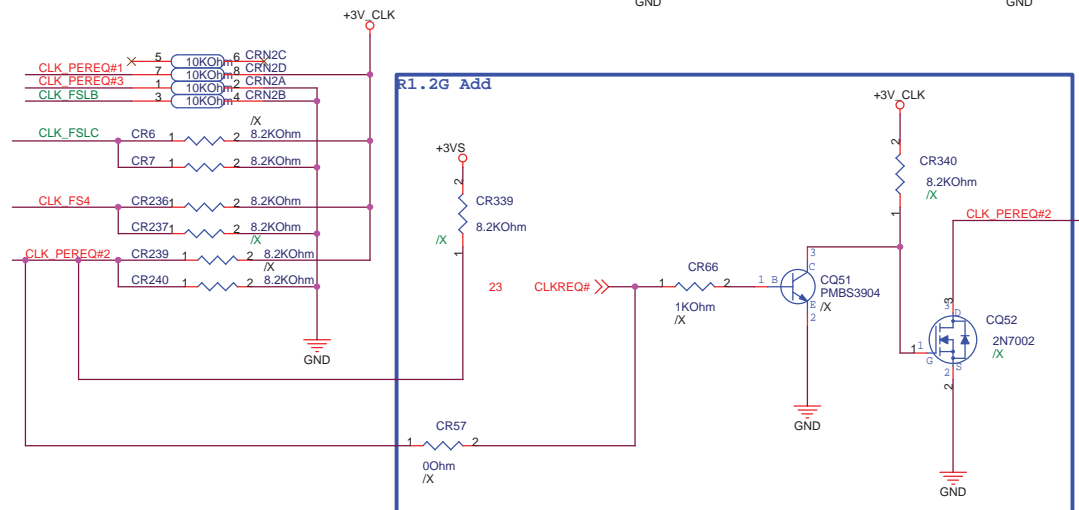 GND GND
+3V_CLK
5 10KOhm 6 CRN2C
CLK_PEREQ#1 7 10KOhm 8 CRN2D
CLK_PEREQ#3 1 10KOhm 2 CRN2A
CLK_FSLB 3 10KOhm 4 CRN2B
/X
CLK_FSLC CR6 1 2 8.2KOhm
CR7 1 2 8.2KOhm
CLK_FS4 CR236 1 2 8.2KOhm
CR237 1 2 8.2KOhm
/X
CLK_PEREQ#2 CR239 1 2 8.2KOhm
/X
CR240 1 2 8.2KOhm
GND
R1.2G Add
+3VS
2
CR339
8.2KOhm
/X
1
+3V_CLK
2
CR340
8.2KOhm
/X
1
CLK_PEREQ#2
23 CLKREQ#
CR66
1 2
1KOhm
/X
3
C
1 B
CQ51
PMBS3904
/X
E
2
GND
3
3 D
CQ52
2N7002
/X
1 1
G
2 S
2
GND
CR57
1 2
0Ohm
/X